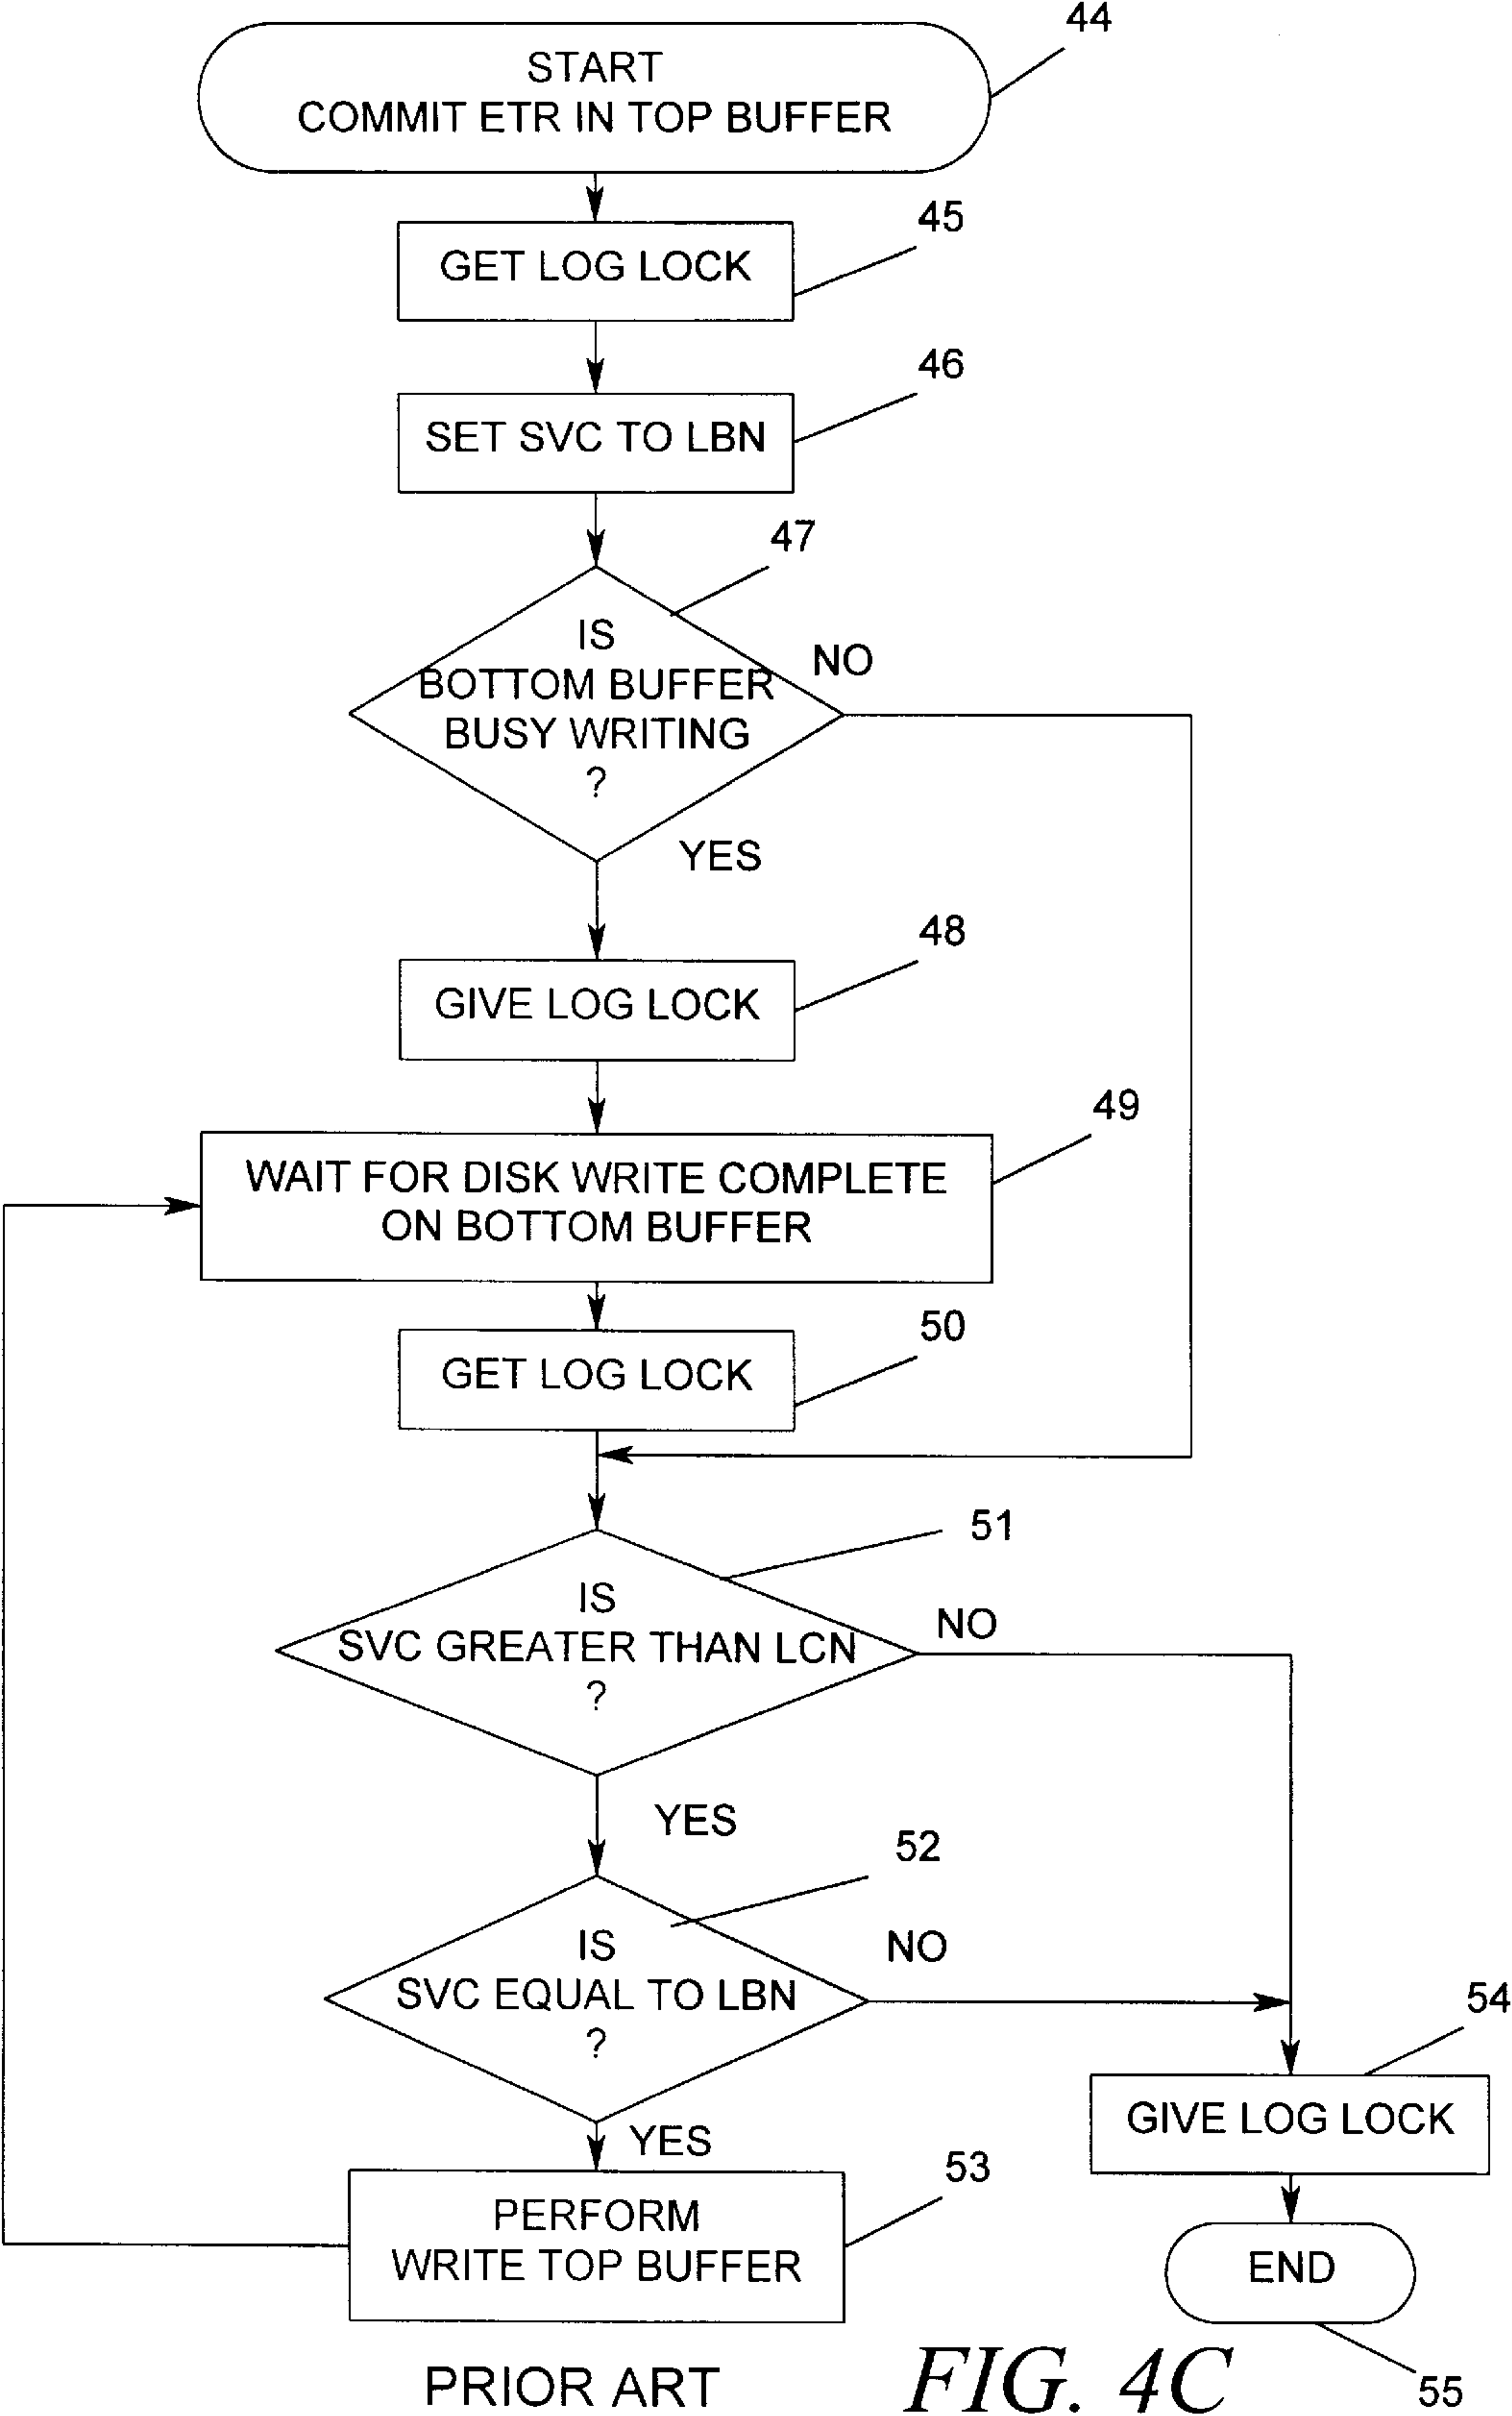 44
START
COMMIT ETR IN TOP BUFFER
45
GET LOG LOCK
46
SET SVC TO LBN
47
IS
BOTTOM BUFFER
BUSY WRITING
?
NO
YES
48
GIVE LOG LOCK
49
WAIT FOR DISK WRITE COMPLETE
ON BOTTOM BUFFER
50
GET LOG LOCK
51
IS
SVC GREATER THAN LCN
?
NO
YES
52
IS
SVC EQUAL TO LBN
?
NO
YES
54
GIVE LOG LOCK
53
PERFORM
WRITE TOP BUFFER
END
55
PRIOR ART
FIG. 4C